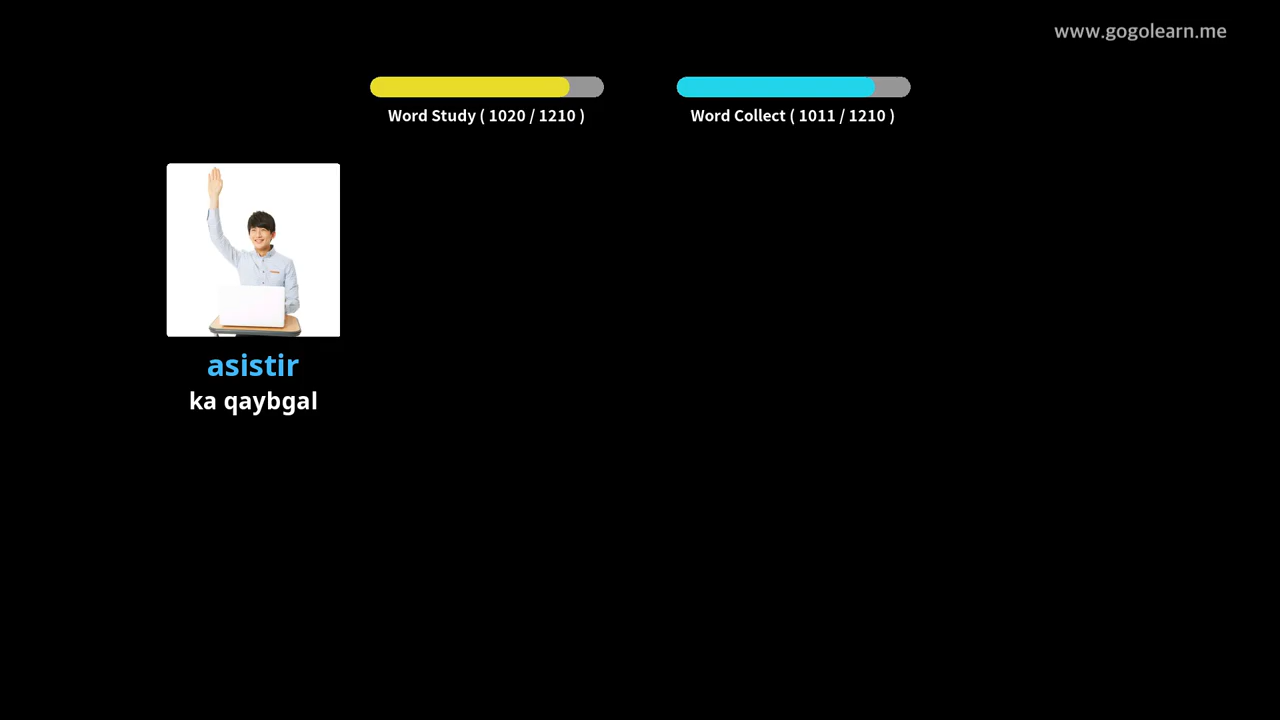 www.gogolearn.me
Word Study ( 1020 / 1210 )
Word Collect ( 1011 / 1210 )
asistir
ka qaybgal